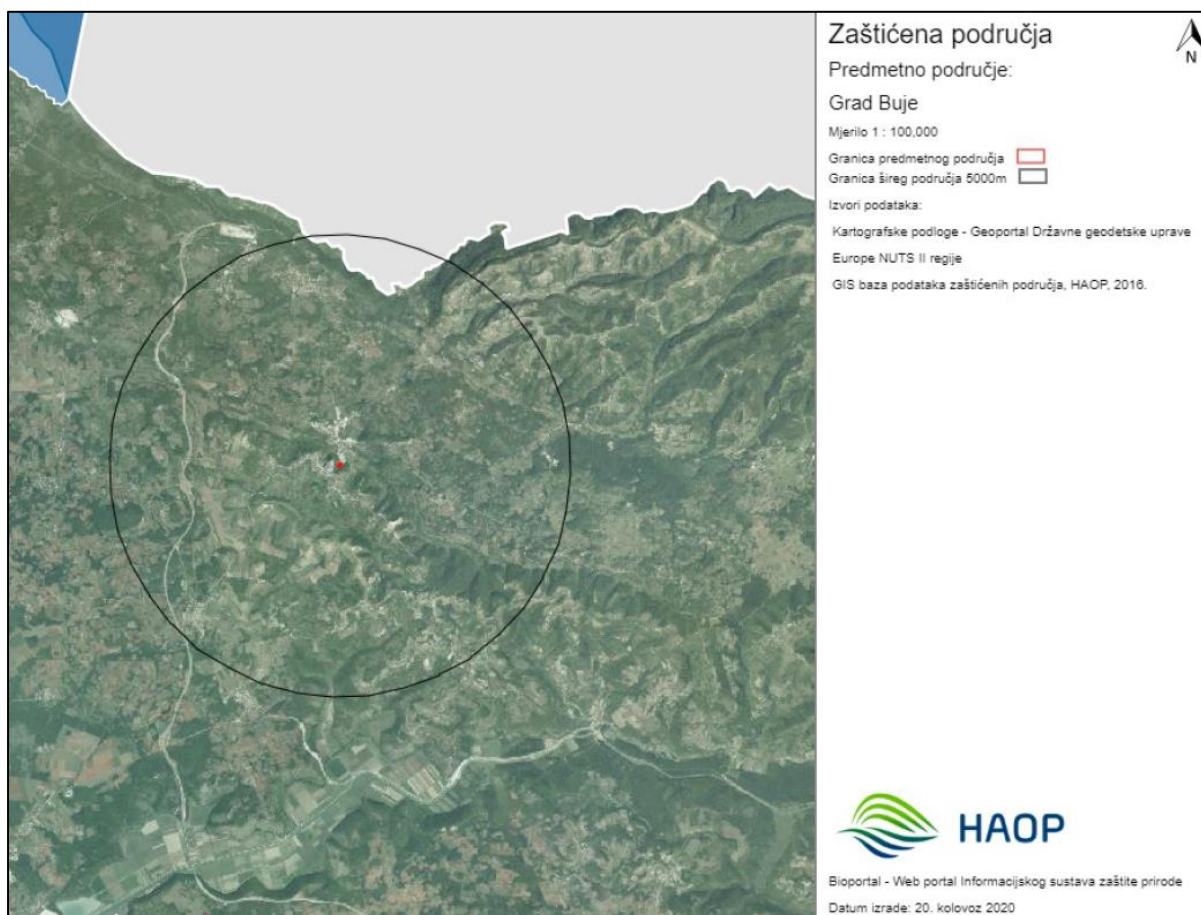 Zaštićena područja
N
Predmetno područje:
Grad Buje
Mjerilo 1 : 100,000
Granica predmetnog područja
Granica šireg područja 5000m
Izvori podataka:
Kartografske podloge - Geoportal Državne geodetske uprave
Europe NUTS II regije
GIS baza podataka zaštićenih područja, HAOP, 2016.
HAOP
Bioportal - Web portal Informacijskog sustava zaštite prirode
Datum izrade: 20. kolovoz 2020